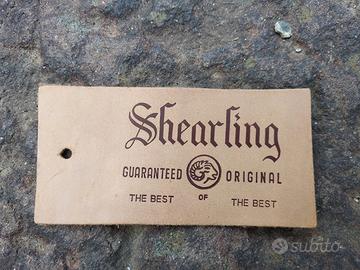 Shearling
GUARANTEED ORIGINAL
THE BEST OF THE BEST
subito